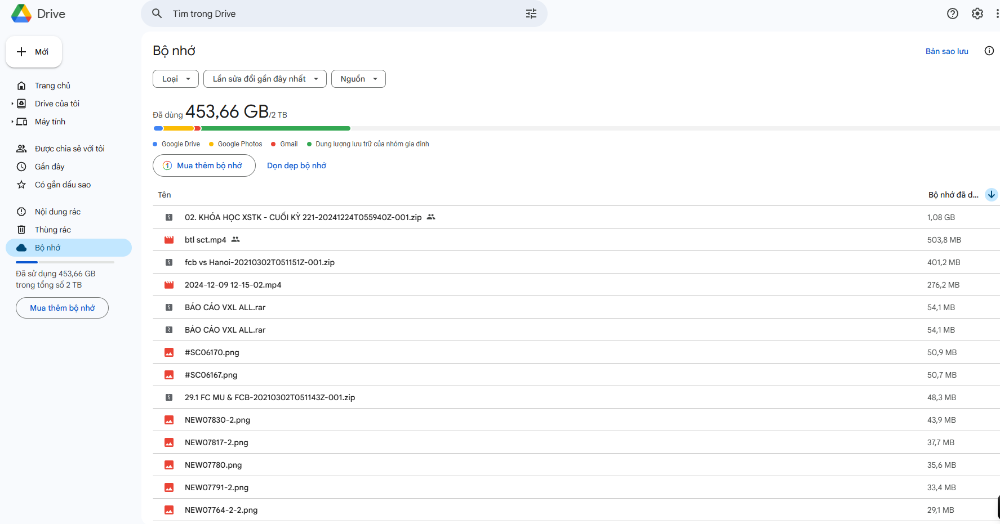 Drive
Tìm trong Drive
Mới
Trang chủ
Drive của tôi
Máy tính
Được chia sẻ với tôi
Gần đây
Có gắn dấu sao
Nội dung rác
Thùng rác
Bộ nhớ
Đã sử dụng 453,66 GB
trong tổng số 2 TB
Mua thêm bộ nhớ
Bộ nhớ
Bản sao lưu
Loại
Lần sửa đổi gần đây nhất
Nguồn
Đã dùng 453,66 GB/2 TB
Google Drive Google Photos Gmail Dung lượng lưu trữ của nhóm gia đình
Mua thêm bộ nhớ
Dọn dẹp bộ nhớ
Tên Bộ nhớ đã d...
02. KHÓA HỌC XSTK - CUỐI KỲ 221-20241224T055940Z-001.zip 1,08 GB
btl sct.mp4 503,8 MB
fcb vs Hanoi-20210302T051151Z-001.zip 401,2 MB
2024-12-09 12-15-02.mp4 276,2 MB
BÁO CÁO VXL ALL.rar 54,1 MB
BÁO CÁO VXL ALL.rar 54,1 MB
#SC06170.png 50,9 MB
#SC06167.png 50,7 MB
29.1 FC MU & FCB-20210302T051143Z-001.zip 48,3 MB
NEW07830-2.png 43,9 MB
NEW07817-2.png 37,7 MB
NEW07780.png 35,6 MB
NEW07791-2.png 33,4 MB
NEW07764-2-2.png 29,1 MB